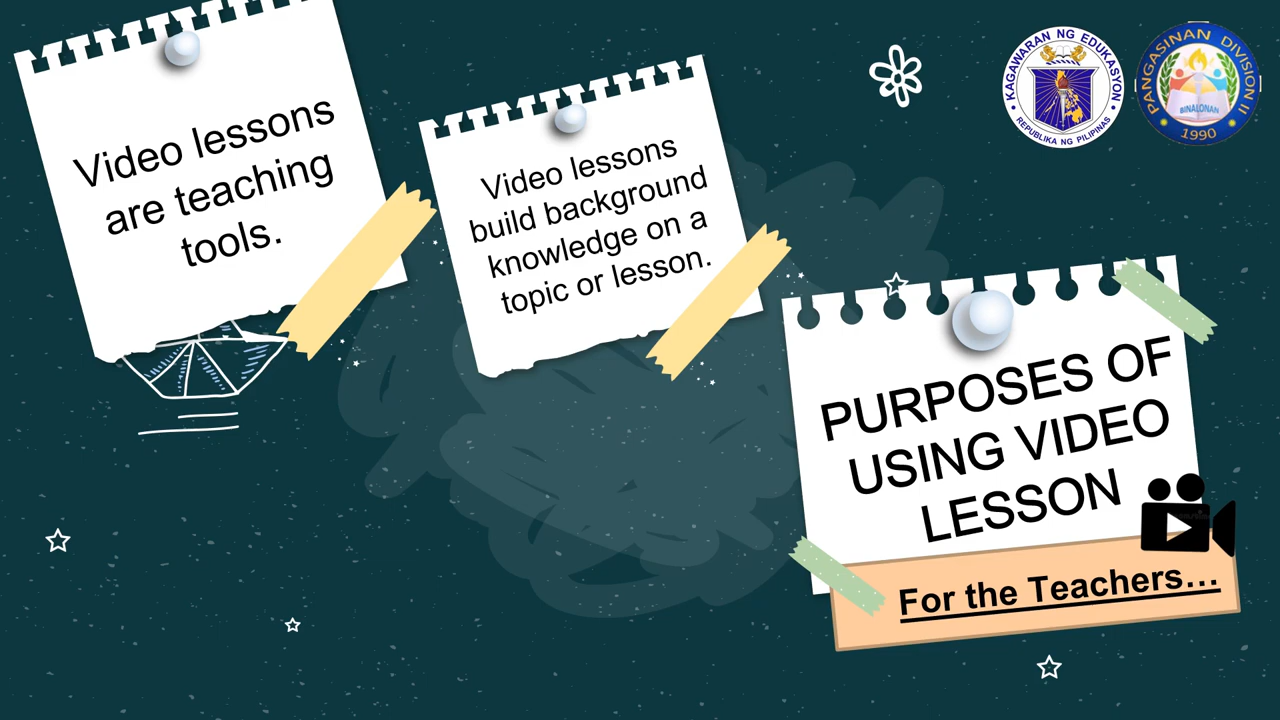 Video lessons
are teaching
tools.
Video lessons
build background
knowledge on a
topic or lesson.
KAGAWARAN NG EDUKASYON
REPUBLIKA NG PILIPINAS
PANGASINAN DIVISION II
BINALONAN
1990
PURPOSES OF
USING VIDEO
LESSON
For the Teachers...